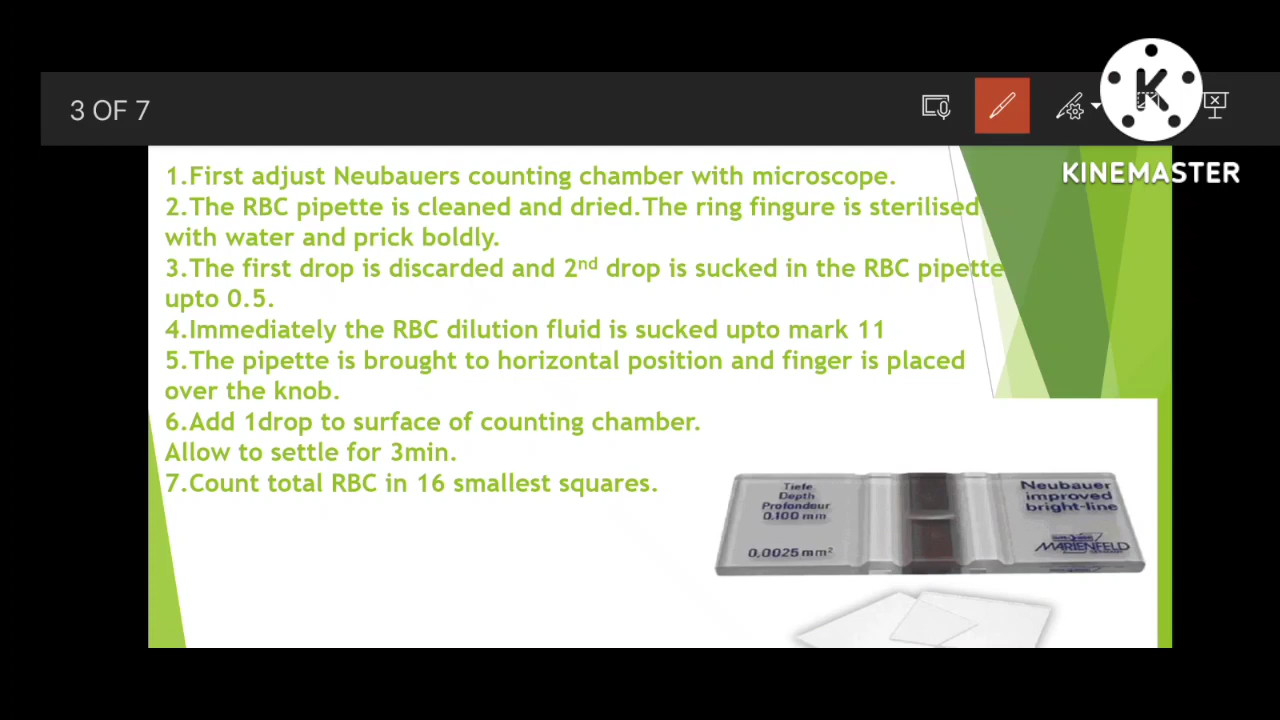 3 OF 7
K
KINEMASTER
1.First adjust Neubauers counting chamber with microscope.
2.The RBC pipette is cleaned and dried.The ring fingure is sterilised
with water and prick boldly.
3.The first drop is discarded and 2nd drop is sucked in the RBC pipette
upto 0.5.
4.Immediately the RBC dilution fluid is sucked upto mark 11
5.The pipette is brought to horizontal position and finger is placed
over the knob.
6.Add 1drop to surface of counting chamber.
Allow to settle for 3min.
7.Count total RBC in 16 smallest squares.
Tiefe
Depth
Profondeur
0.100 mm
0,0025 mm²
Neubauer
improved
bright-line
MARIENFELD